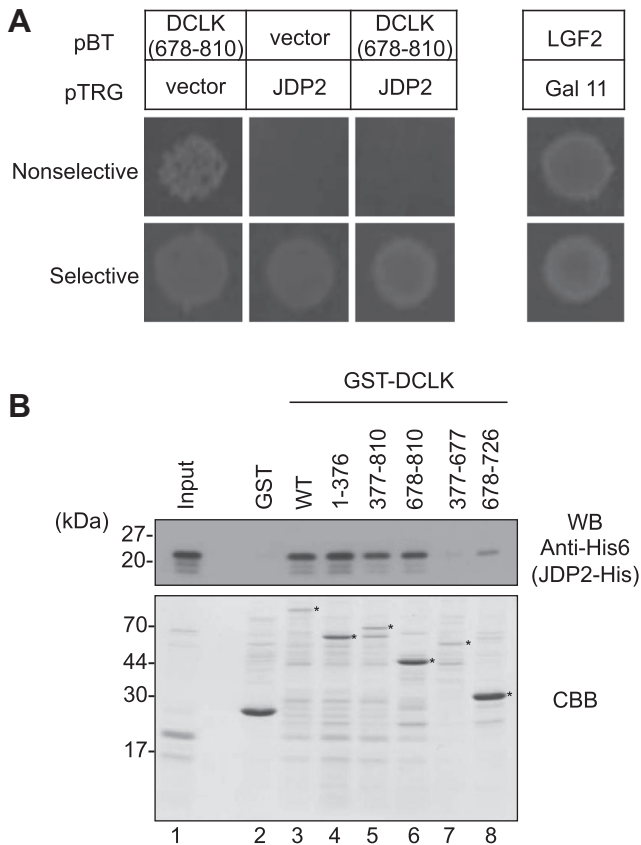 A
pBT
DCLK (678-810)
vector
DCLK (678-810)
LGF2
pTRG
vector
JDP2
JDP2
Gal 11
Nonselective
Selective
B
GST-DCLK
Input
GST
WT
1-376
377-810
678-810
377-677
678-726
(kDa)
27-
20-
WB
Anti-His6
(JDP2-His)
70-
44-
30-
17-
* * * * * *
CBB
1 2 3 4 5 6 7 8